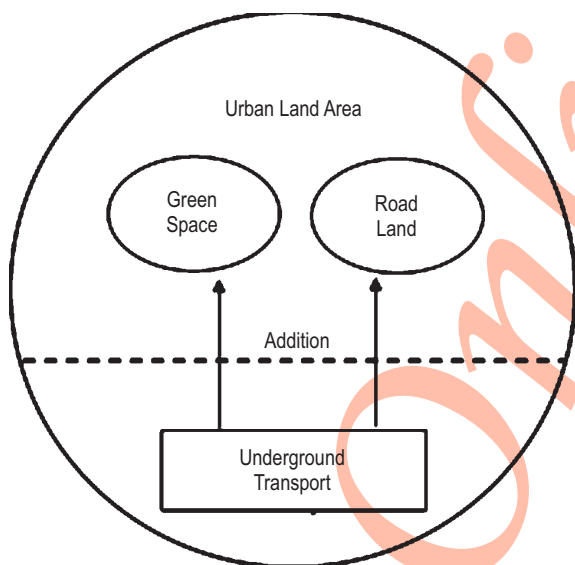 Urban Land Area
Green
Space
Road
Land
Addition
Underground
Transport